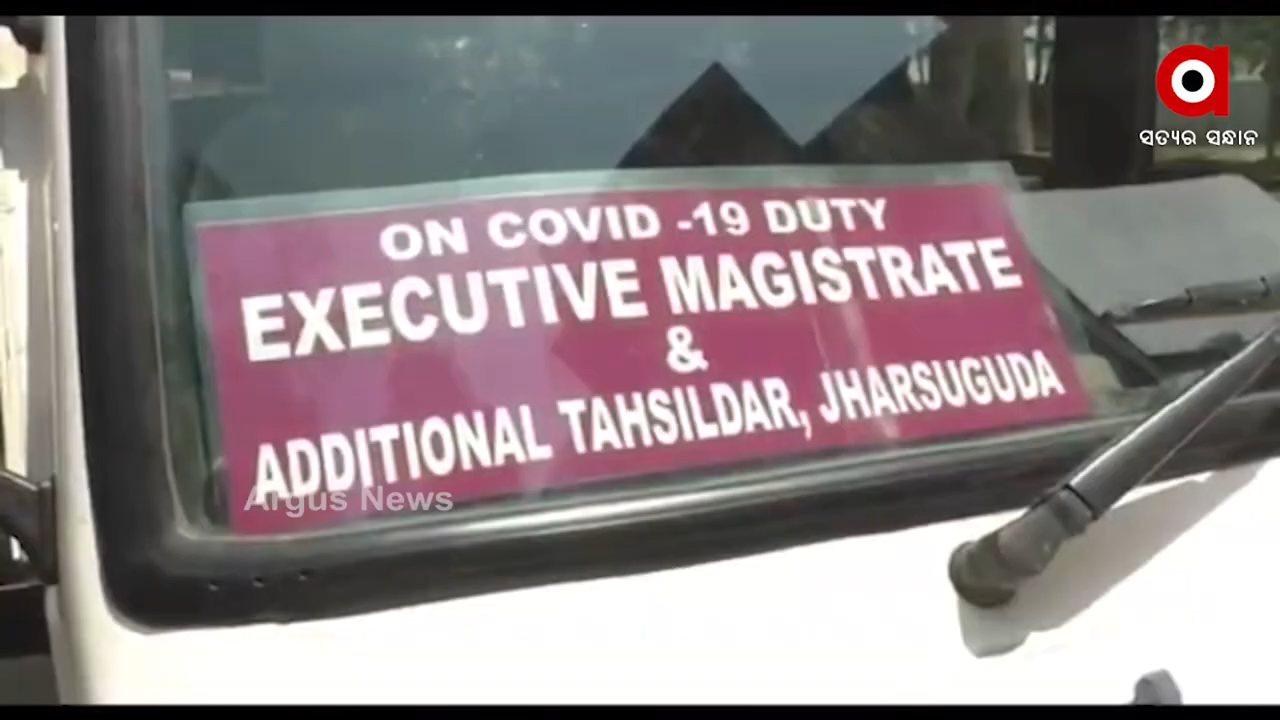 ସତ୍ୟର ସନ୍ଧାନ
ON COVID -19 DUTY
EXECUTIVE MAGISTRATE
&
ADDITIONAL TAHSILDAR, JHARSUGUDA
Argus News